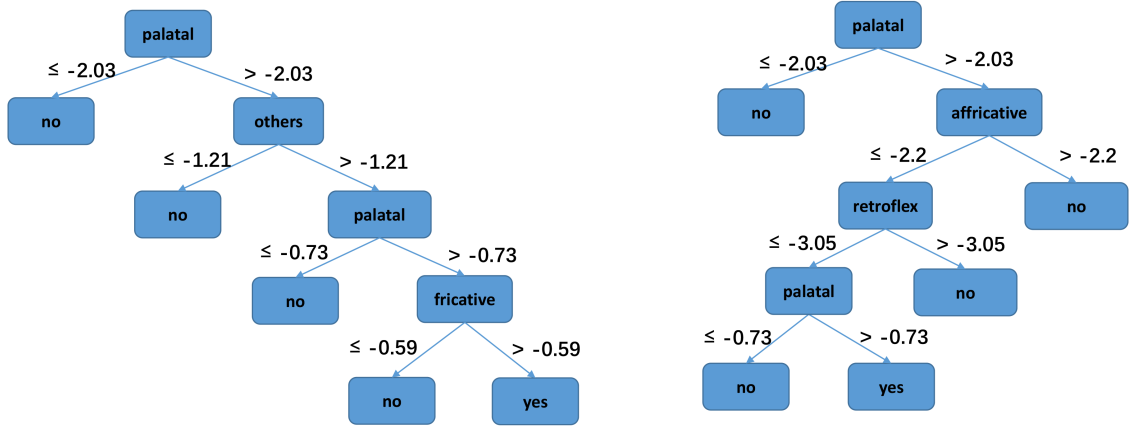 palatal
≤ -2.03
> -2.03
no
others
≤ -1.21
> -1.21
no
palatal
≤ -0.73
> -0.73
no
fricative
≤ -0.59
> -0.59
no
yes
palatal
≤ -2.03
> -2.03
no
affricative
≤ -2.2
> -2.2
retroflex
no
≤ -3.05
> -3.05
palatal
no
≤ -0.73
> -0.73
no
yes